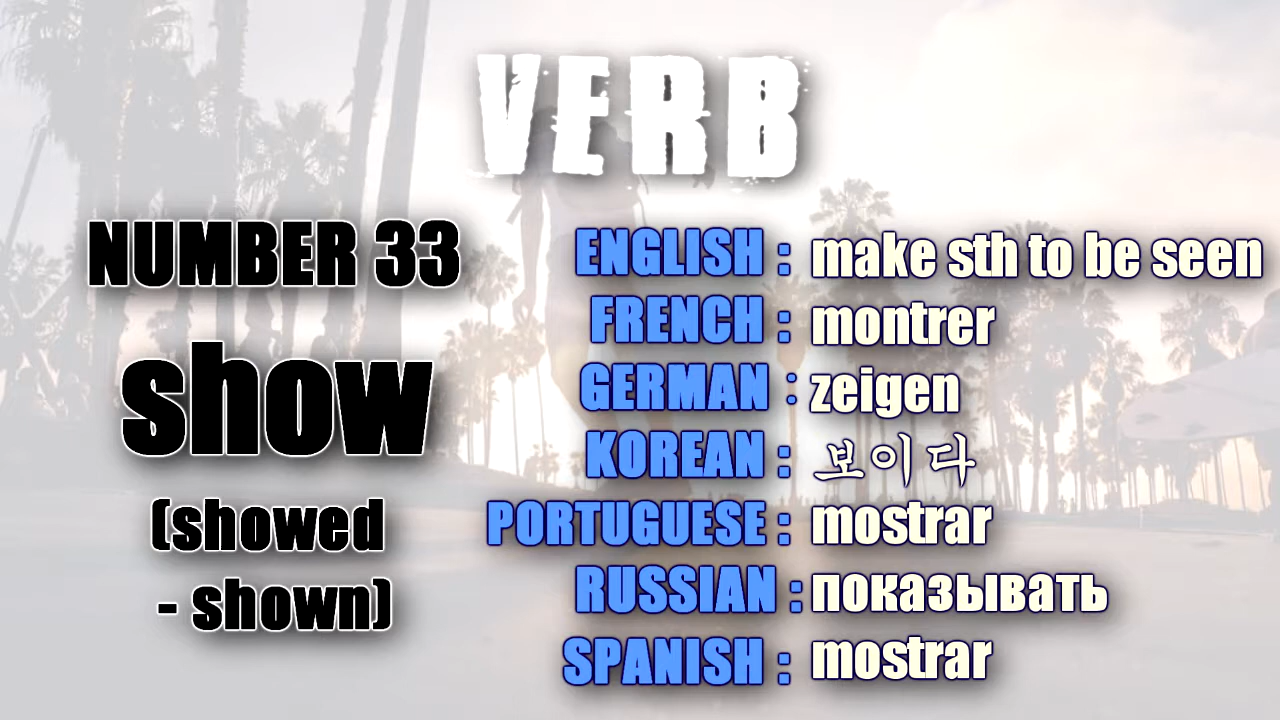 VERB
NUMBER 33
show
(showed
- shown)
ENGLISH : make sth to be seen
FRENCH : montrer
GERMAN : zeigen
KOREAN : 보이다
PORTUGUESE : mostrar
RUSSIAN : показывать
SPANISH : mostrar